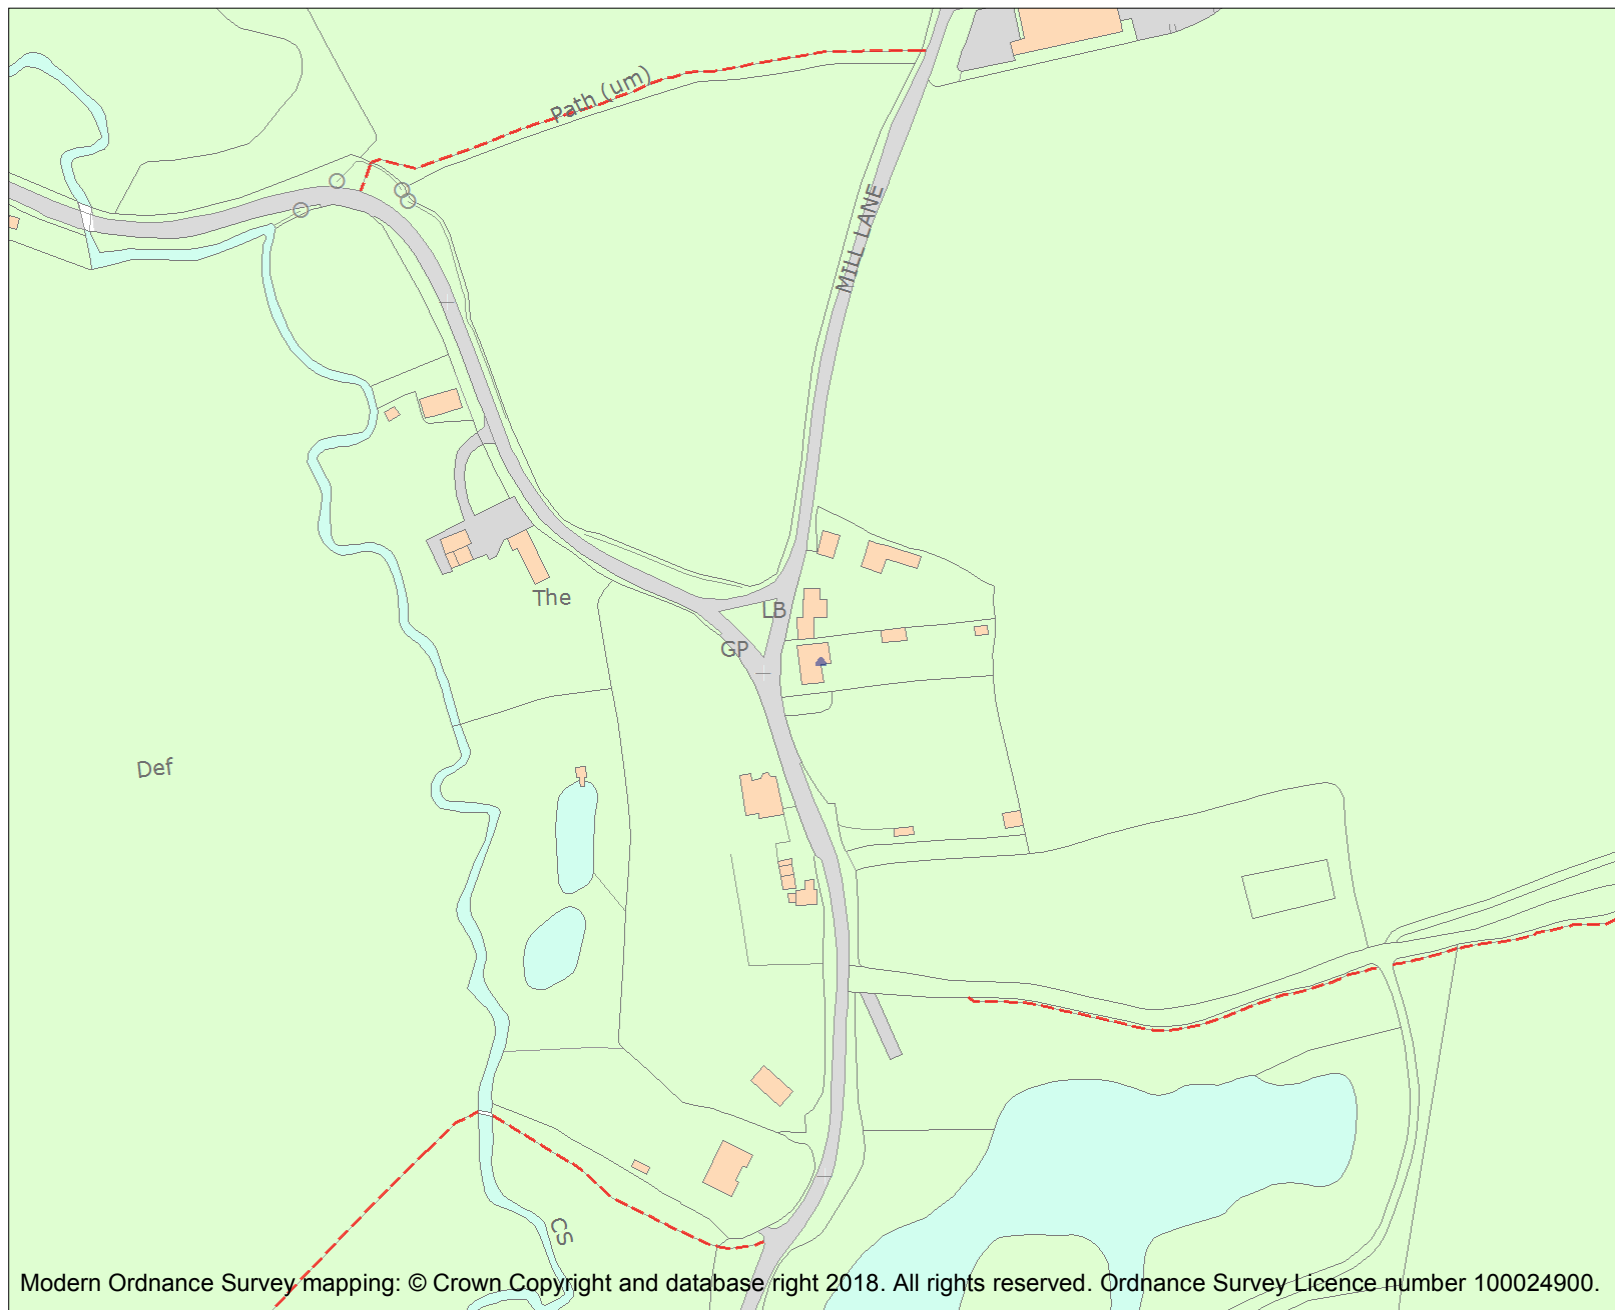 Path (um)
MILL LANE
The
LB
GP
Def
CS
Modern Ordnance Survey mapping: © Crown Copyright and database right 2018. All rights reserved. Ordnance Survey Licence number 100024900.